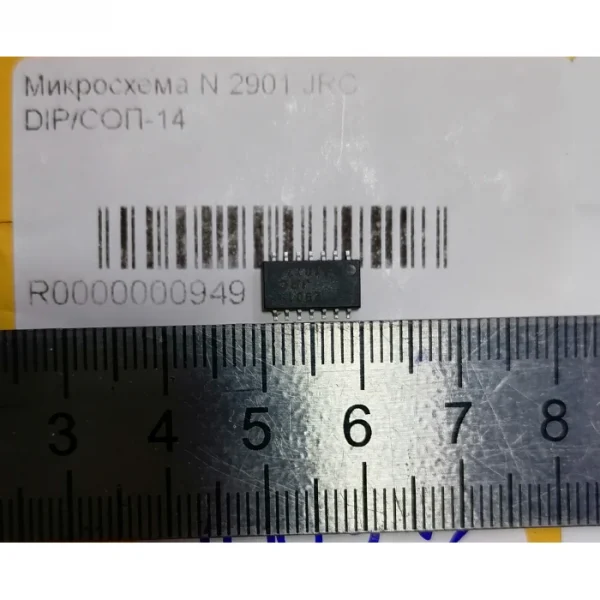 Микросхема N 2901 JRC
DIP/СОП-14
R0000000949
3 4 5 6 7 8